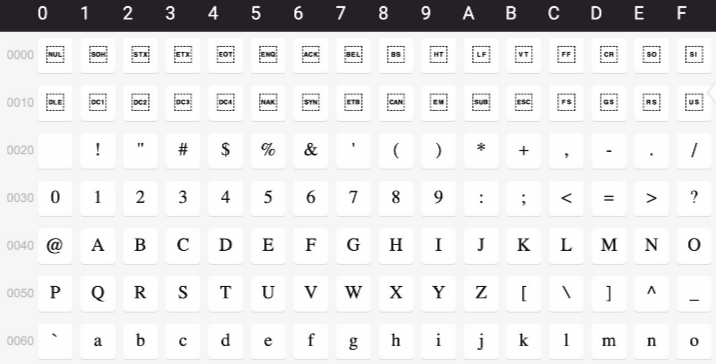 0 1 2 3 4 5 6 7 8 9 A B C D E F
0000 NUL SOH STX ETX EOT ENQ ACK BEL BS HT LF VT FF CR SO SI
0010 DLE DC1 DC2 DC3 DC4 NAK SYN ETB CAN EM SUB ESC FS GS RS US
0020 ! " # $ % & ' ( ) * + , - . /
0030 0 1 2 3 4 5 6 7 8 9 : ; < = > ?
0040 @ A B C D E F G H I J K L M N O
0050 P Q R S T U V W X Y Z [ \ ] ^ _
0060 ` a b c d e f g h i j k l m n o